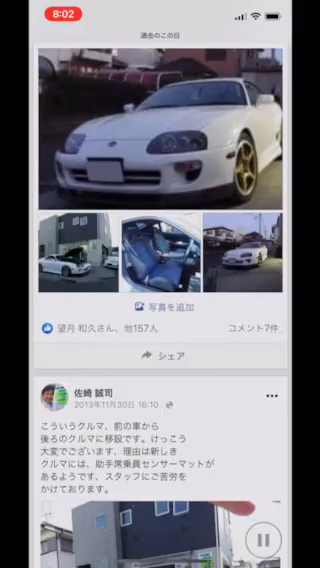 8:02
過去のこの日
写真を追加
望月 和久さん、他157人
コメント7件
シェア
佐崎 誠司
2013年11月30日 16:10
こういうクルマ、前の車から
後ろのクルマに移設です。けっこう
大変でございます、理由は新しき
クルマには、助手席乗員センサーマットが
あるようです、スタッフにご苦労を
かけております。